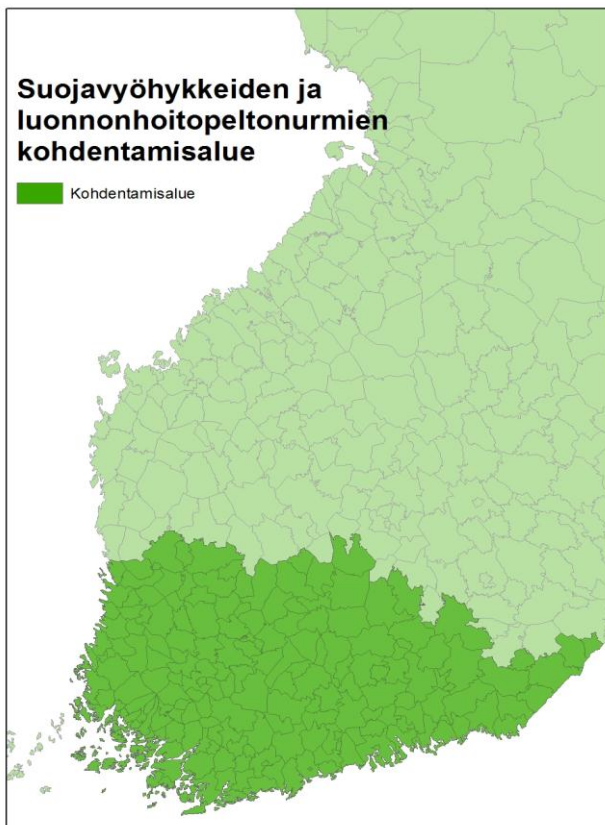 Suojavyöhykkeiden ja
luonnonhoitopeltonurmien
kohdentamisalue
Kohdentamisalue